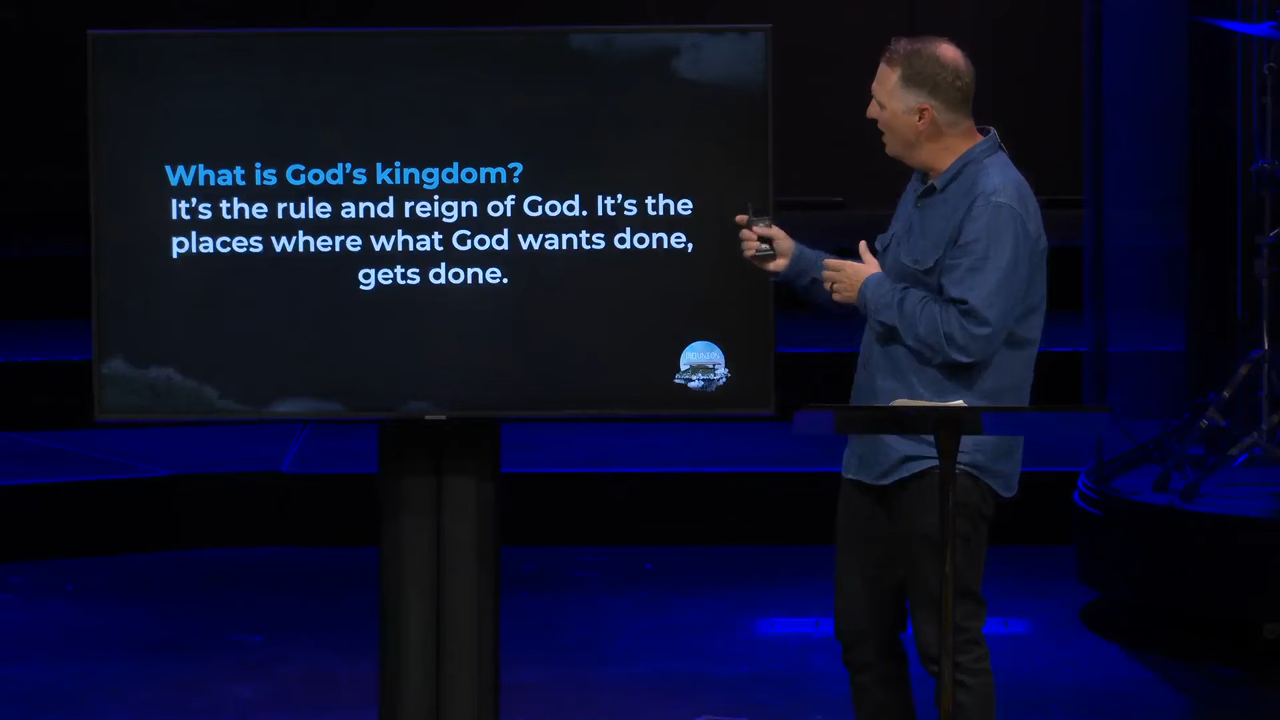 What is God's kingdom?
It's the rule and reign of God. It's the
places where what God wants done,
gets done.